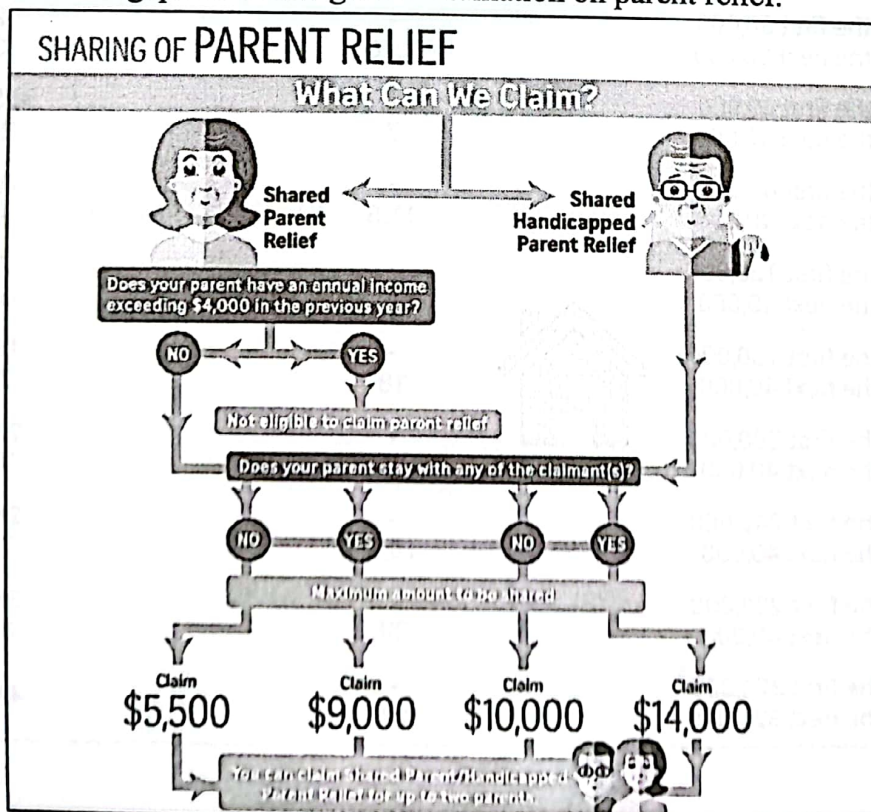 on parent relief.
SHARING OF PARENT RELIEF
What Can We Claim?
Shared
Parent
Relief
Shared
Handicapped
Parent Relief
Does your parent have an annual income
exceeding $4,000 in the previous year?
NO
YES
Not eligible to claim parent relief
Does your parent stay with any of the claimant(s)?
NO
YES
NO
YES
Maximum amount to be shared
Claim
$5,500
Claim
$9,000
Claim
$10,000
Claim
$14,000
You can claim Shared Parent/Handicapped
Parent Relief for up to two parents.